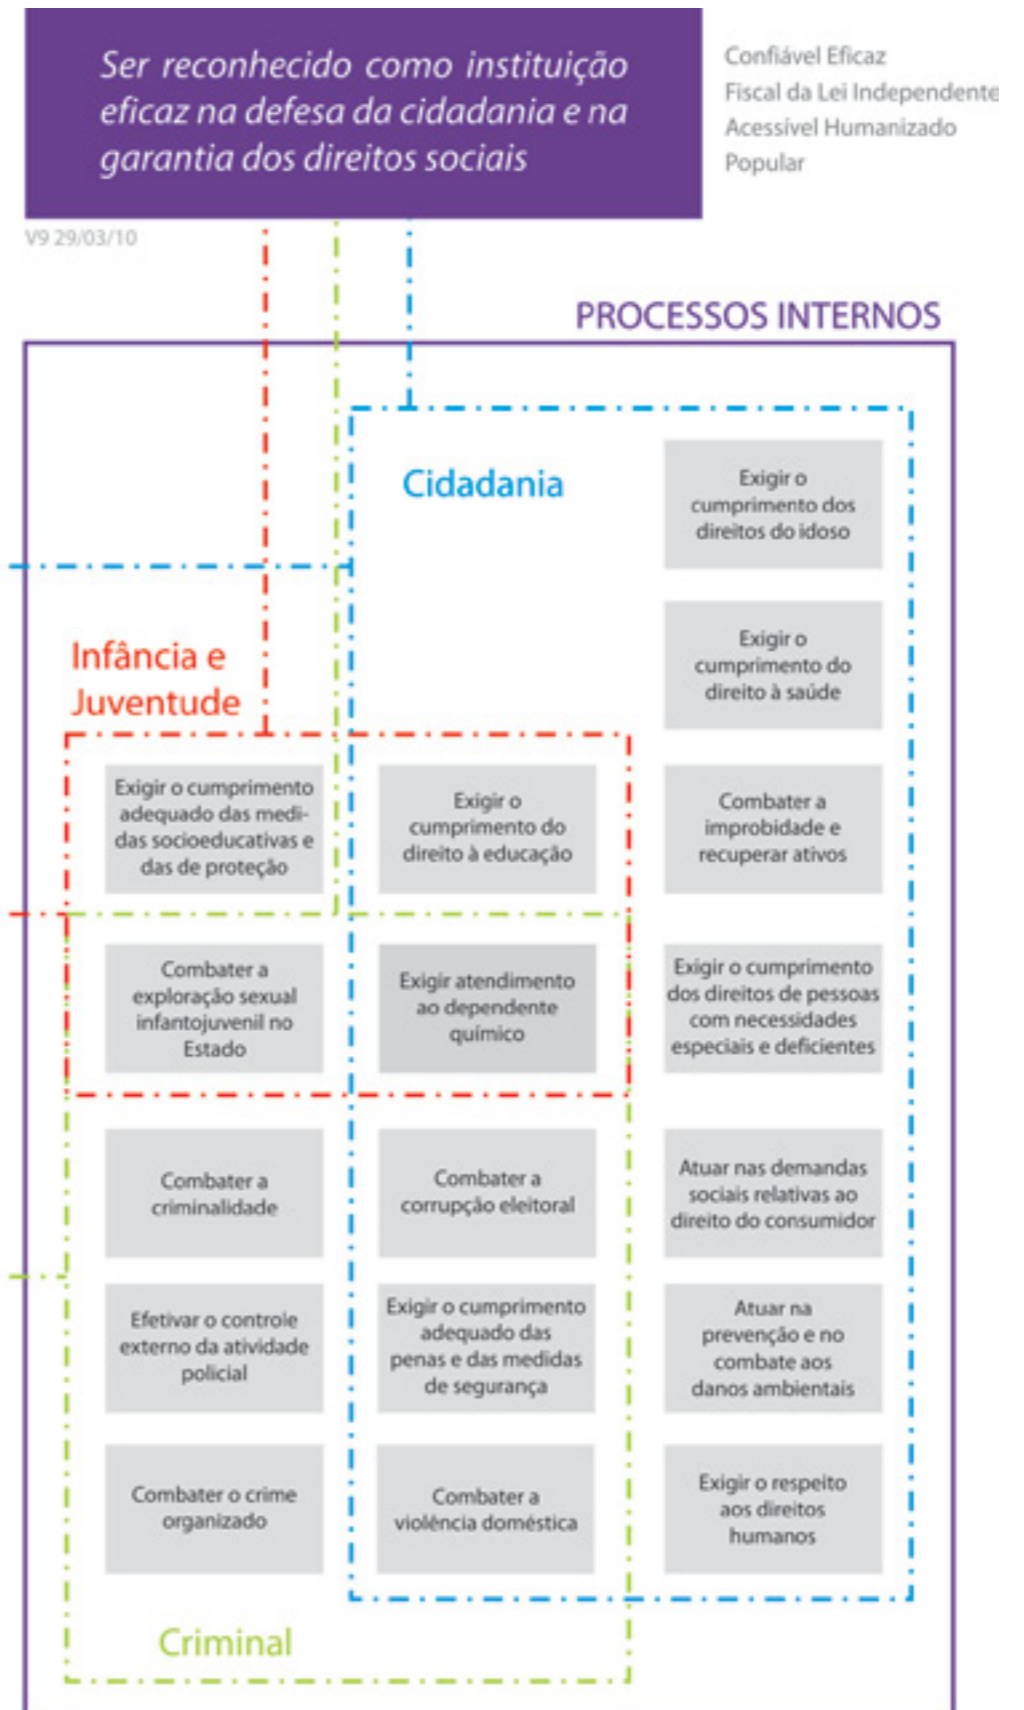 Ser reconhecido como instituição
eficaz na defesa da cidadania e na
garantia dos direitos sociais
Confiável Eficaz
Fiscal da Lei Independente
Acessível Humanizado
Popular
V9 29/03/10
PROCESSOS INTERNOS
Cidadania
Exigir o
cumprimento dos
direitos do idoso
Exigir o
cumprimento do
direito à saúde
Infância e
Juventude
Exigir o cumprimento
adequado das medi-
das socioeducativas e
das de proteção
Exigir o
cumprimento do
direito à educação
Combater a
improbidade e
recuperar ativos
Combater a
exploração sexual
infantojuvenil no
Estado
Exigir atendimento
ao dependente
químico
Exigir o cumprimento
dos direitos de pessoas
com necessidades
especiais e deficientes
Combater a
criminalidade
Combater a
corrupção eleitoral
Atuar nas demandas
sociais relativas ao
direito do consumidor
Efetivar o controle
externo da atividade
policial
Exigir o cumprimento
adequado das
penas e das medidas
de segurança
Atuar na
prevenção e no
combate aos
danos ambientais
Combater o crime
organizado
Combater a
violência doméstica
Exigir o respeito
aos direitos
humanos
Criminal